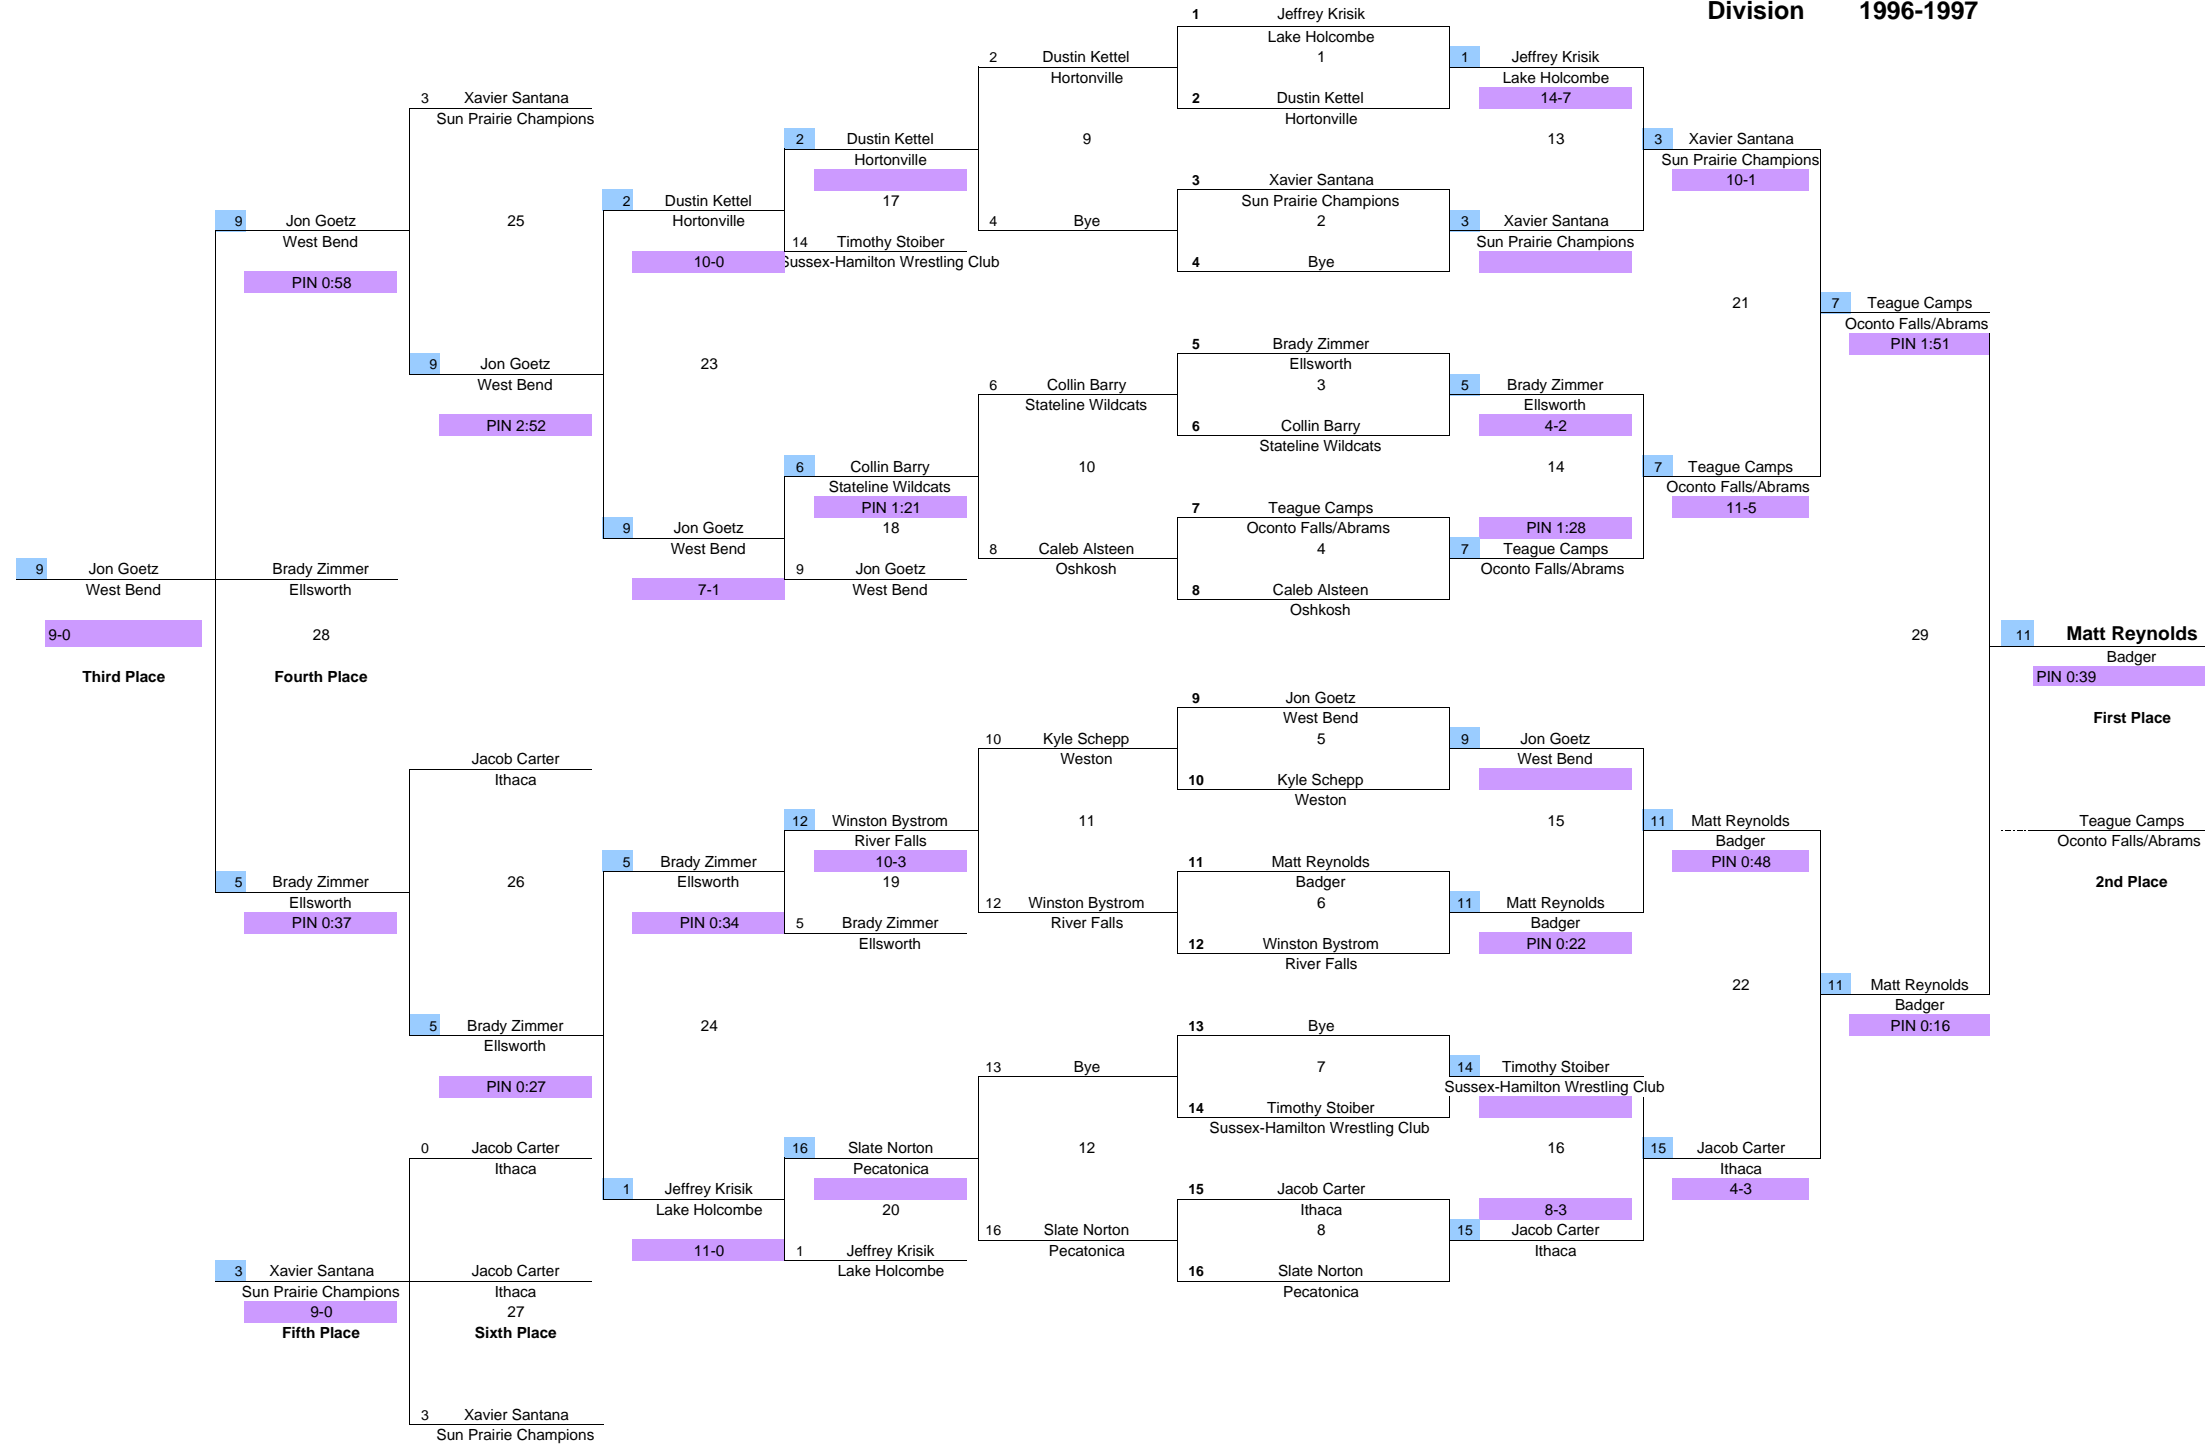 Division 1996-1997
1 Jeffrey Krisik
Lake Holcombe
2 Dustin Kettel 1 1 Jeffrey Krisik
Hortonville Lake Holcombe
3 Xavier Santana 2 Dustin Kettel 14-7
Sun Prairie Champions Hortonville
2 Dustin Kettel 9 13 3 Xavier Santana
Hortonville Sun Prairie Champions
3 Xavier Santana 10-1
2 Dustin Kettel 17 Sun Prairie Champions
9 Jon Goetz 25 Hortonville 4 Bye 2 3 Xavier Santana
West Bend 14 Timothy Stoiber Sun Prairie Champions
10-0 Sussex-Hamilton Wrestling Club 4 Bye
PIN 0:58
21 7 Teague Camps
Oconto Falls/Abrams
5 Brady Zimmer PIN 1:51
9 Jon Goetz 23 Ellsworth
West Bend 6 Collin Barry 3 5 Brady Zimmer
Stateline Wildcats Ellsworth
PIN 2:52 6 Collin Barry 4-2
Stateline Wildcats
6 Collin Barry 10 14 7 Teague Camps
Stateline Wildcats Oconto Falls/Abrams
PIN 1:21 7 Teague Camps 11-5
9 Jon Goetz 18 Oconto Falls/Abrams PIN 1:28
West Bend 8 Caleb Alsteen 4 7 Teague Camps
9 Jon Goetz Brady Zimmer 9 Jon Goetz Oshkosh Oconto Falls/Abrams
West Bend Ellsworth 7-1 West Bend 8 Caleb Alsteen
Oshkosh
9-0 28 29 11 Matt Reynolds
Badger
Third Place Fourth Place PIN 0:39
9 Jon Goetz
West Bend First Place
10 Kyle Schepp 5 9 Jon Goetz
Jacob Carter Weston West Bend
Ithaca 10 Kyle Schepp
Weston
12 Winston Bystrom 11 15 11 Matt Reynolds Teague Camps
River Falls Badger Oconto Falls/Abrams
5 Brady Zimmer 10-3 11 Matt Reynolds PIN 0:48
5 Brady Zimmer 26 Ellsworth 19 Badger 2nd Place
Ellsworth 12 Winston Bystrom 6 11 Matt Reynolds
PIN 0:37 PIN 0:34 5 Brady Zimmer River Falls Badger
Ellsworth 12 Winston Bystrom PIN 0:22
River Falls
22 11 Matt Reynolds
Badger
5 Brady Zimmer 24 13 Bye PIN 0:16
Ellsworth
13 Bye 7 14 Timothy Stoiber
PIN 0:27 Sussex-Hamilton Wrestling Club
14 Timothy Stoiber
Sussex-Hamilton Wrestling Club
0 Jacob Carter 16 Slate Norton 12 16 15 Jacob Carter
Ithaca Pecatonica Ithaca
1 Jeffrey Krisik 15 Jacob Carter 4-3
Lake Holcombe 20 Ithaca 8-3
16 Slate Norton 8 15 Jacob Carter
11-0 1 Jeffrey Krisik Pecatonica Ithaca
3 Xavier Santana Jacob Carter Lake Holcombe 16 Slate Norton
Sun Prairie Champions Ithaca Pecatonica
9-0 27
Fifth Place Sixth Place
3 Xavier Santana
Sun Prairie Champions